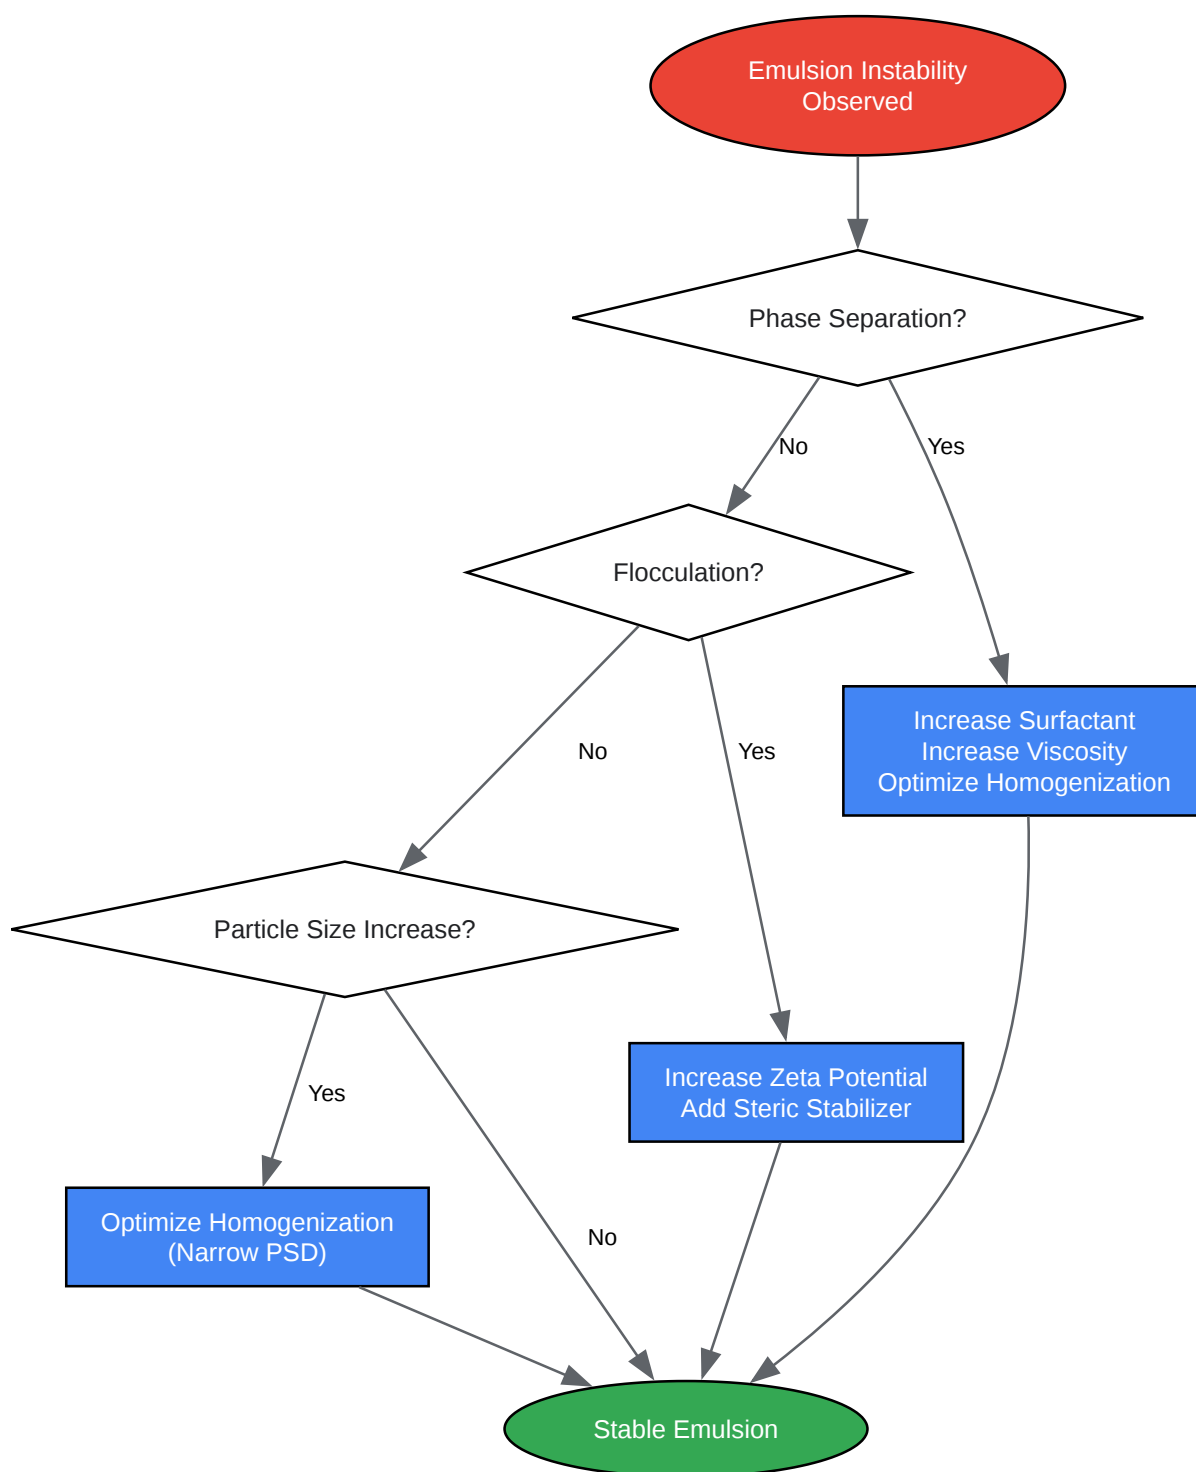 Emulsion Instability
Observed
Phase Separation?
No
Yes
Flocculation?
No
Yes
Increase Surfactant
Increase Viscosity
Optimize Homogenization
Particle Size Increase?
Yes
No
Increase Zeta Potential
Add Steric Stabilizer
Optimize Homogenization
(Narrow PSD)
Stable Emulsion